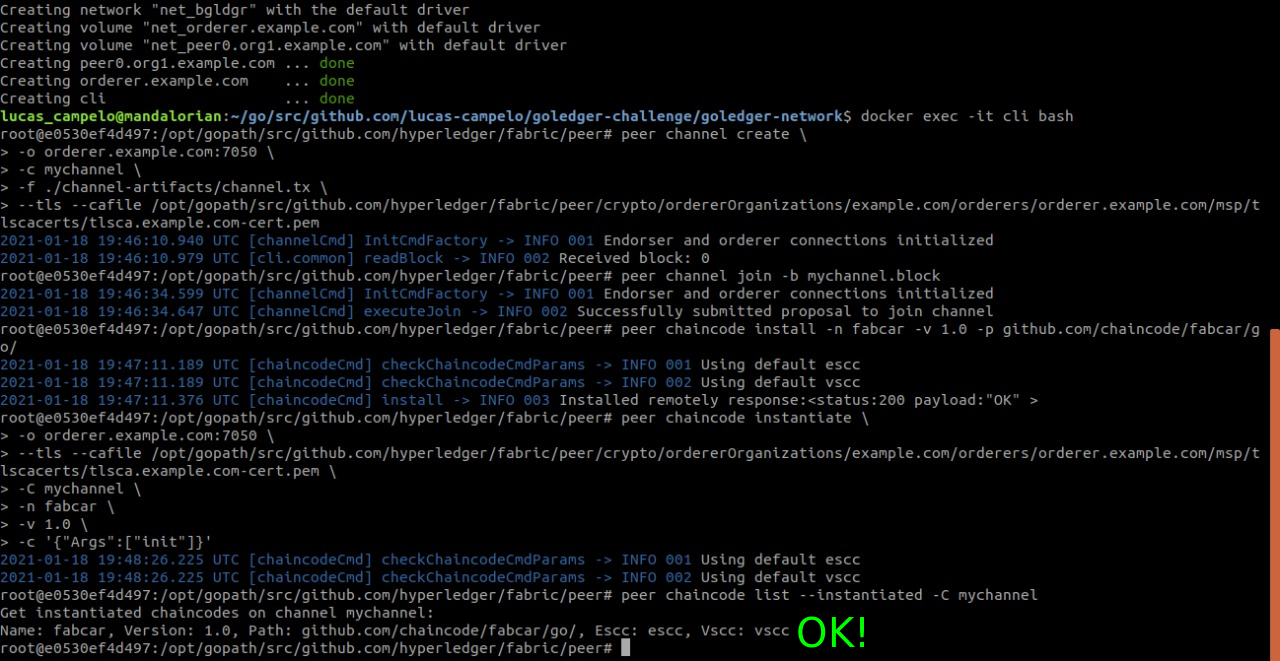 Creating network "net_bgldgr" with the default driver
Creating volume "net_orderer.example.com" with default driver
Creating volume "net_peer0.org1.example.com" with default driver
Creating peer0.org1.example.com ... done
Creating orderer.example.com    ... done
Creating cli                    ... done
lucas_campelo@mandalorian:~/go/src/github.com/lucas-campelo/goledger-challenge/goledger-network$ docker exec -it cli bash
root@e0530ef4d497:/opt/gopath/src/github.com/hyperledger/fabric/peer# peer channel create \
> -o orderer.example.com:7050 \
> -c mychannel \
> -f ./channel-artifacts/channel.tx \
> --tls --cafile /opt/gopath/src/github.com/hyperledger/fabric/peer/crypto/ordererOrganizations/example.com/orderers/orderer.example.com/msp/t
lscacerts/tlsca.example.com-cert.pem
2021-01-18 19:46:10.940 UTC [channelCmd] InitCmdFactory -> INFO 001 Endorser and orderer connections initialized
2021-01-18 19:46:10.979 UTC [cli.common] readBlock -> INFO 002 Received block: 0
root@e0530ef4d497:/opt/gopath/src/github.com/hyperledger/fabric/peer# peer channel join -b mychannel.block
2021-01-18 19:46:34.599 UTC [channelCmd] InitCmdFactory -> INFO 001 Endorser and orderer connections initialized
2021-01-18 19:46:34.647 UTC [channelCmd] executeJoin -> INFO 002 Successfully submitted proposal to join channel
root@e0530ef4d497:/opt/gopath/src/github.com/hyperledger/fabric/peer# peer chaincode install -n fabcar -v 1.0 -p github.com/chaincode/fabcar/g
o/
2021-01-18 19:47:11.189 UTC [chaincodeCmd] checkChaincodeCmdParams -> INFO 001 Using default escc
2021-01-18 19:47:11.189 UTC [chaincodeCmd] checkChaincodeCmdParams -> INFO 002 Using default vscc
2021-01-18 19:47:11.376 UTC [chaincodeCmd] install -> INFO 003 Installed remotely response:<status:200 payload:"OK" >
root@e0530ef4d497:/opt/gopath/src/github.com/hyperledger/fabric/peer# peer chaincode instantiate \
> -o orderer.example.com:7050 \
> --tls --cafile /opt/gopath/src/github.com/hyperledger/fabric/peer/crypto/ordererOrganizations/example.com/orderers/orderer.example.com/msp/t
lscacerts/tlsca.example.com-cert.pem \
> -C mychannel \
> -n fabcar \
> -v 1.0 \
> -c '{"Args":["init"]}'
2021-01-18 19:48:26.225 UTC [chaincodeCmd] checkChaincodeCmdParams -> INFO 001 Using default escc
2021-01-18 19:48:26.225 UTC [chaincodeCmd] checkChaincodeCmdParams -> INFO 002 Using default vscc
root@e0530ef4d497:/opt/gopath/src/github.com/hyperledger/fabric/peer# peer chaincode list --instantiated -C mychannel
Get instantiated chaincodes on channel mychannel:
Name: fabcar, Version: 1.0, Path: github.com/chaincode/fabcar/go/, Escc: escc, Vscc: vscc OK!
root@e0530ef4d497:/opt/gopath/src/github.com/hyperledger/fabric/peer#